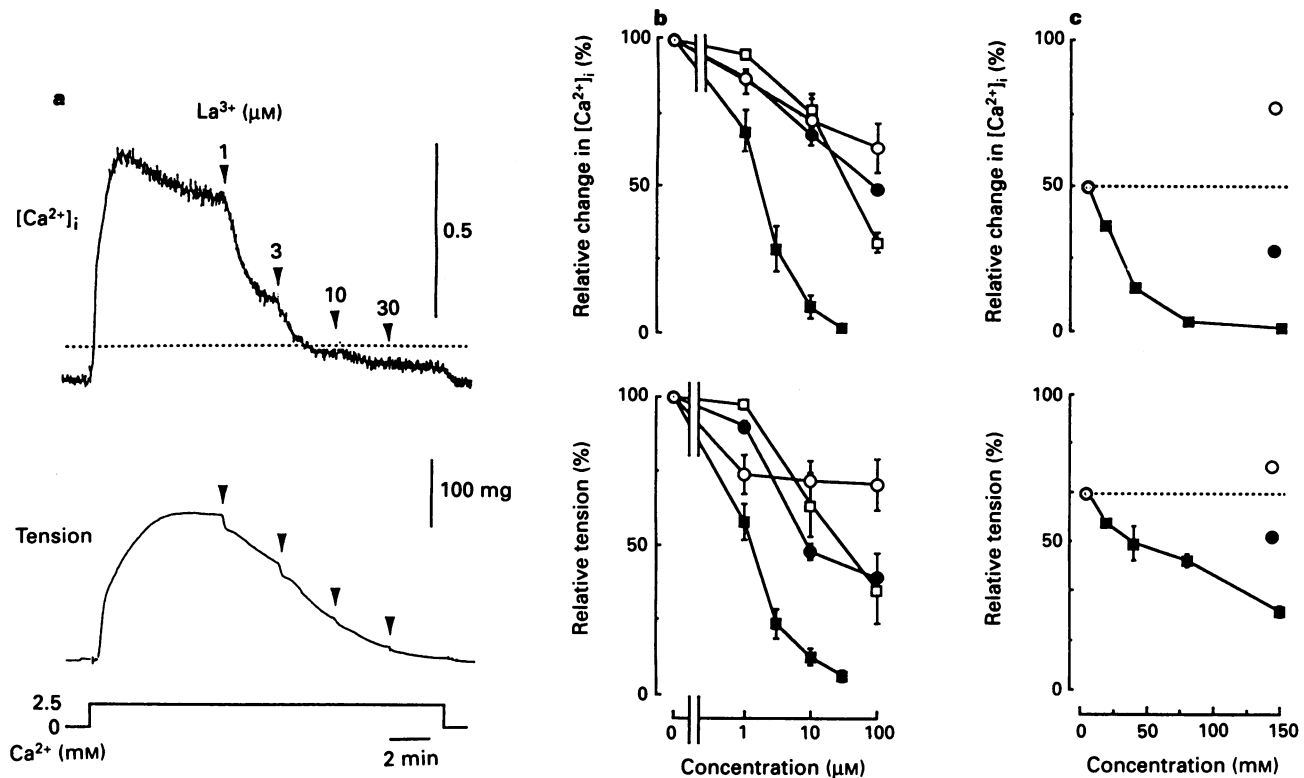 a
La³⁺ (μM)
1
3
10
30
[Ca²⁺]ᵢ
0.5
Tension
100 mg
2.5
0
Ca²⁺ (mM)
2 min
b
Relative change in [Ca²⁺]ᵢ (%)
100
50
0
Relative tension (%)
100
50
0
0 1 10 100
Concentration (μM)
c
Relative change in [Ca²⁺]ᵢ (%)
100
50
0
Relative tension (%)
100
50
0
0 50 100 150
Concentration (mM)